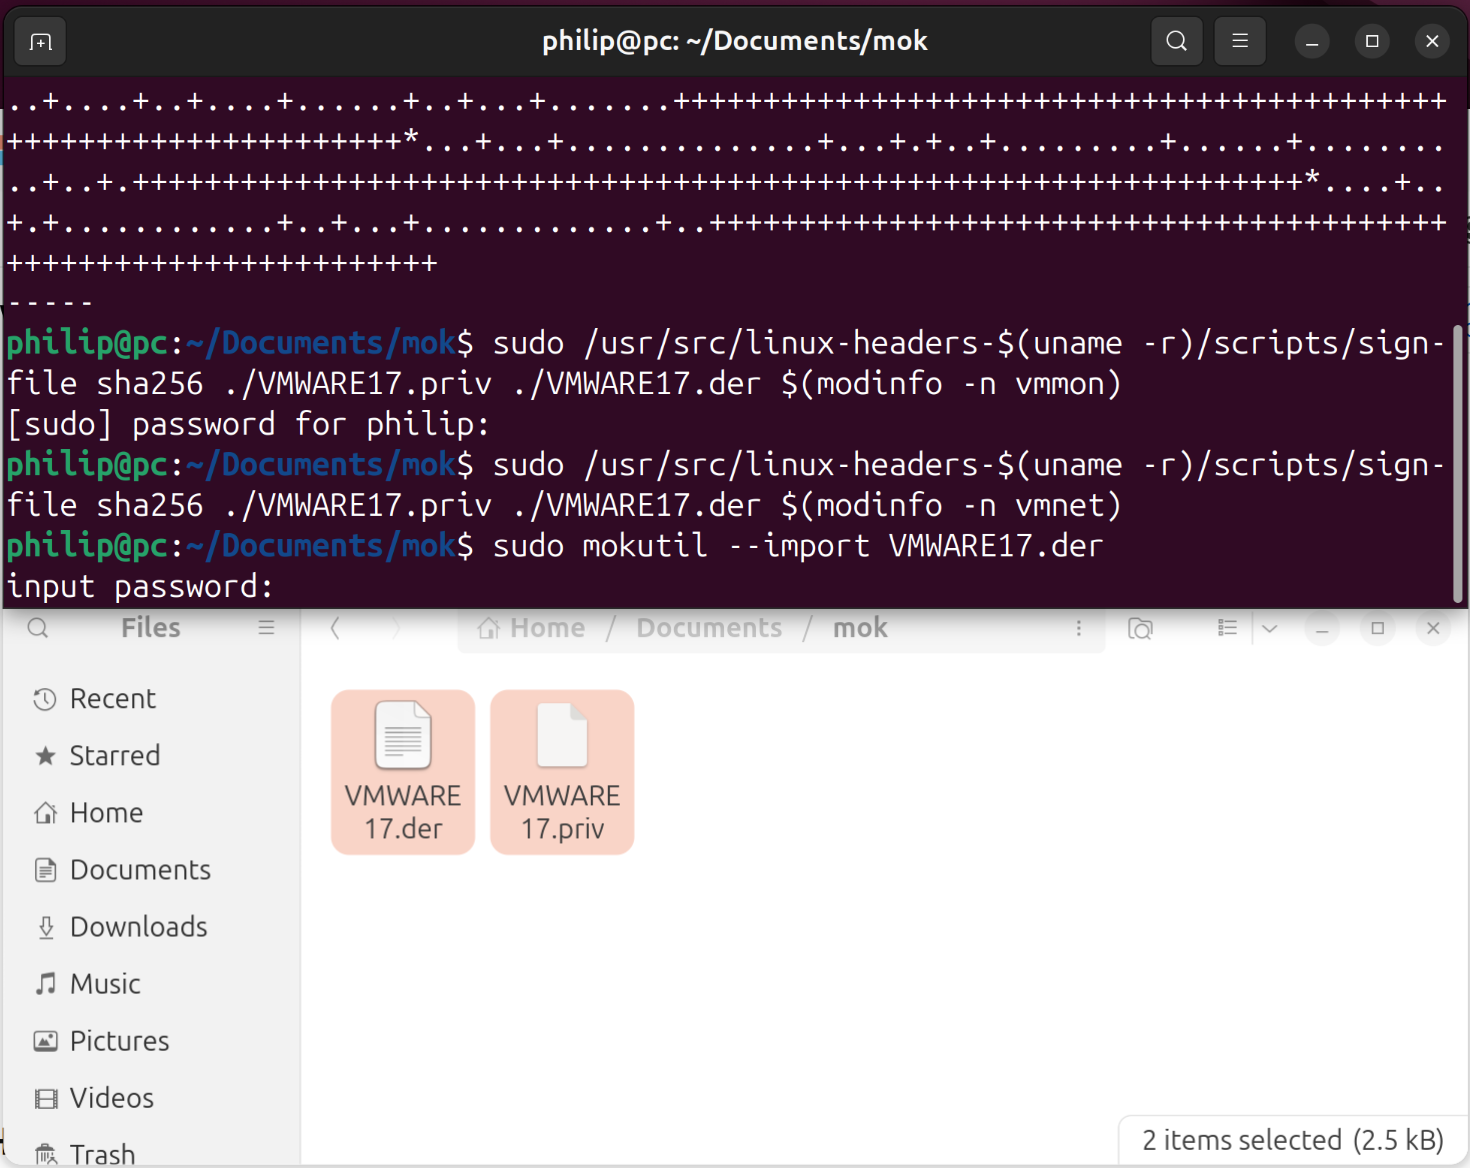 philip@pc: ~/Documents/mok
..+....+..+....+......+..+...+.......+++++++++++++++++++++++++++++++++++++++++++
++++++++++++++++++++++*...+...+..............+...+.+..+.........+......+........
..+..+.+++++++++++++++++++++++++++++++++++++++++++++++++++++++++++++++++*....+..
+.+............+..+...+.............+..+++++++++++++++++++++++++++++++++++++++++
++++++++++++++++++++++++
-----
philip@pc:~/Documents/mok$ sudo /usr/src/linux-headers-$(uname -r)/scripts/sign-
file sha256 ./VMWARE17.priv ./VMWARE17.der $(modinfo -n vmmon)
[sudo] password for philip:
philip@pc:~/Documents/mok$ sudo /usr/src/linux-headers-$(uname -r)/scripts/sign-
file sha256 ./VMWARE17.priv ./VMWARE17.der $(modinfo -n vmnet)
philip@pc:~/Documents/mok$ sudo mokutil --import VMWARE17.der
input password:
Files
Home / Documents / mok
Recent
Starred
Home
Documents
Downloads
Music
Pictures
Videos
Trash
VMWARE
17.der
VMWARE
17.priv
2 items selected (2.5 kB)